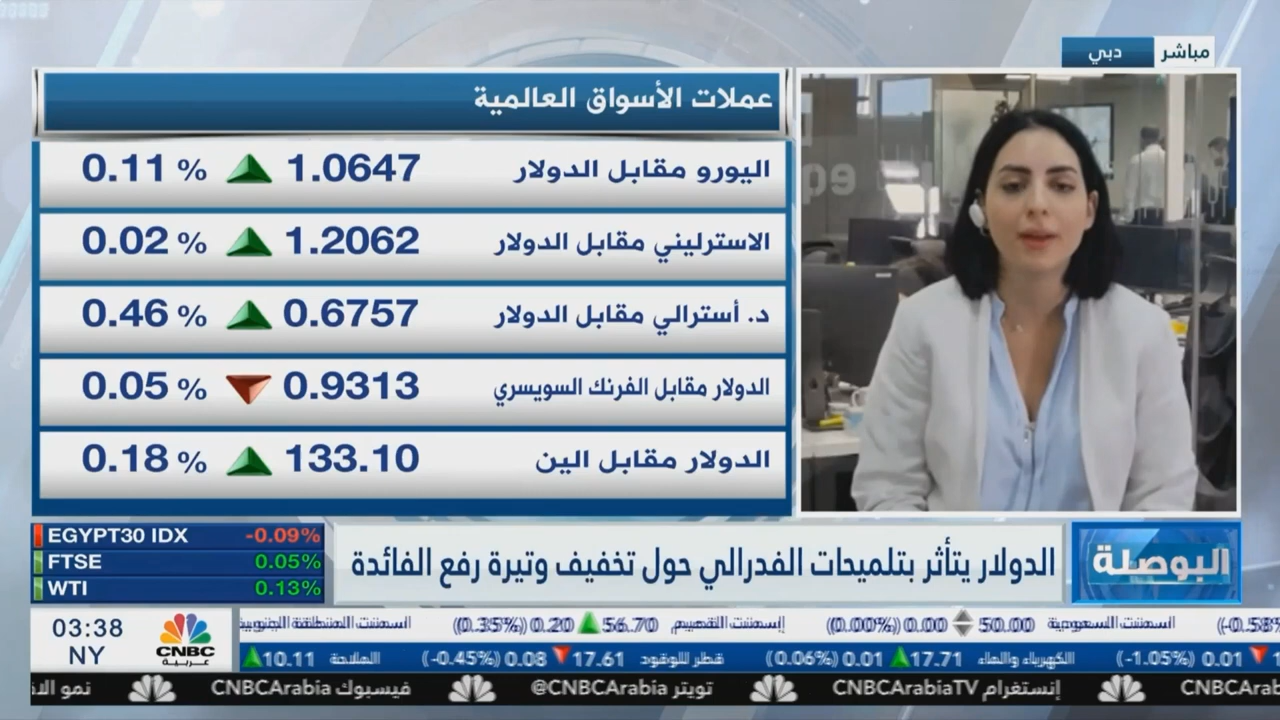 مباشر دبي
عملات الأسواق العالمية
اليورو مقابل الدولار 1.0647 0.11 %
الاسترليني مقابل الدولار 1.2062 0.02 %
د. أسترالي مقابل الدولار 0.6757 0.46 %
الدولار مقابل الفرنك السويسري 0.9313 0.05 %
الدولار مقابل الين 133.10 0.18 %
البوصلة
الدولار يتأثر بتلميحات الفدرالي حول تخفيف وتيرة رفع الفائدة
EGYPT30 IDX -0.09%
FTSE 0.05%
WTI 0.13%
03:38
NY
CNBC
عربية
اسمنت السعودية 50.00 0.00 (0.00%) إسمنت القصيم 56.70 0.20 (0.35%) اسمنت المنطقة
0.01 (-1.05%) الكهرباء والماء 17.71 0.01 (0.06%) قطر للوقود 17.61 0.08 (-0.45%) الملاحة 10.11
إنستغرام CNBCArabiaTV تويتر @CNBCArabia فيسبوك CNBCArabia نمو